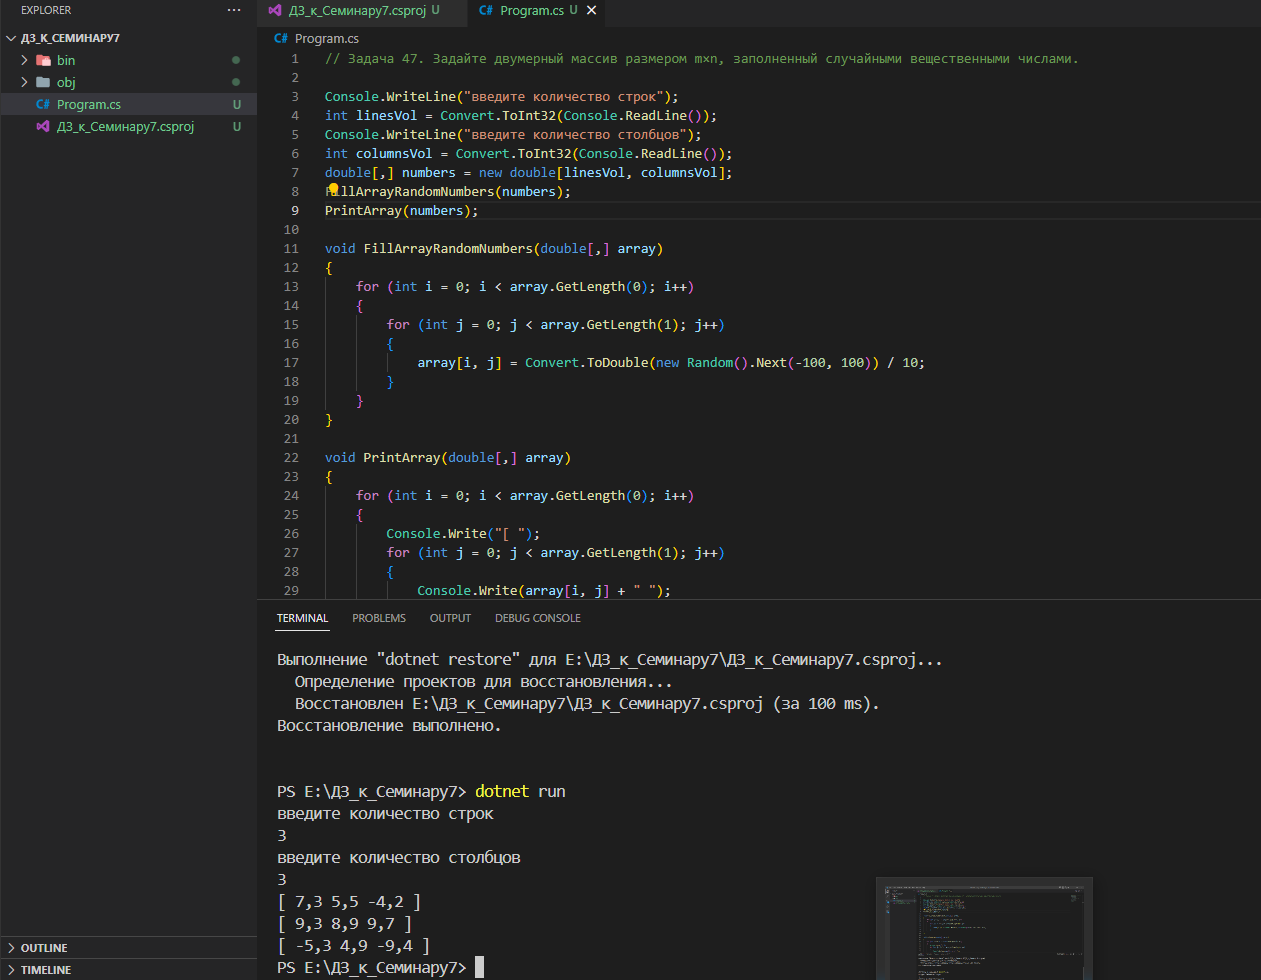 EXPLORER
ДЗ_К_СЕМИНАРУ7
bin
obj
Program.cs U
ДЗ_к_Семинару7.csproj U
OUTLINE
TIMELINE
ДЗ_к_Семинару7.csproj U Program.cs U
Program.cs
1 // Задача 47. Задайте двумерный массив размером m×n, заполненный случайными вещественными числами.
2
3 Console.WriteLine("введите количество строк");
4 int linesVol = Convert.ToInt32(Console.ReadLine());
5 Console.WriteLine("введите количество столбцов");
6 int columnsVol = Convert.ToInt32(Console.ReadLine());
7 double[,] numbers = new double[linesVol, columnsVol];
8 FillArrayRandomNumbers(numbers);
9 PrintArray(numbers);
10
11 void FillArrayRandomNumbers(double[,] array)
12 {
13 for (int i = 0; i < array.GetLength(0); i++)
14 {
15 for (int j = 0; j < array.GetLength(1); j++)
16 {
17 array[i, j] = Convert.ToDouble(new Random().Next(-100, 100)) / 10;
18 }
19 }
20 }
21
22 void PrintArray(double[,] array)
23 {
24 for (int i = 0; i < array.GetLength(0); i++)
25 {
26 Console.Write("[ ");
27 for (int j = 0; j < array.GetLength(1); j++)
28 {
29 Console.Write(array[i, j] + " ");
TERMINAL PROBLEMS OUTPUT DEBUG CONSOLE
Выполнение "dotnet restore" для E:\ДЗ_к_Семинару7\ДЗ_к_Семинару7.csproj...
Определение проектов для восстановления...
Восстановлен E:\ДЗ_к_Семинару7\ДЗ_к_Семинару7.csproj (за 100 ms).
Восстановление выполнено.
PS E:\ДЗ_к_Семинару7> dotnet run
введите количество строк
3
введите количество столбцов
3
[ 7,3 5,5 -4,2 ]
[ 9,3 8,9 9,7 ]
[ -5,3 4,9 -9,4 ]
PS E:\ДЗ_к_Семинару7>